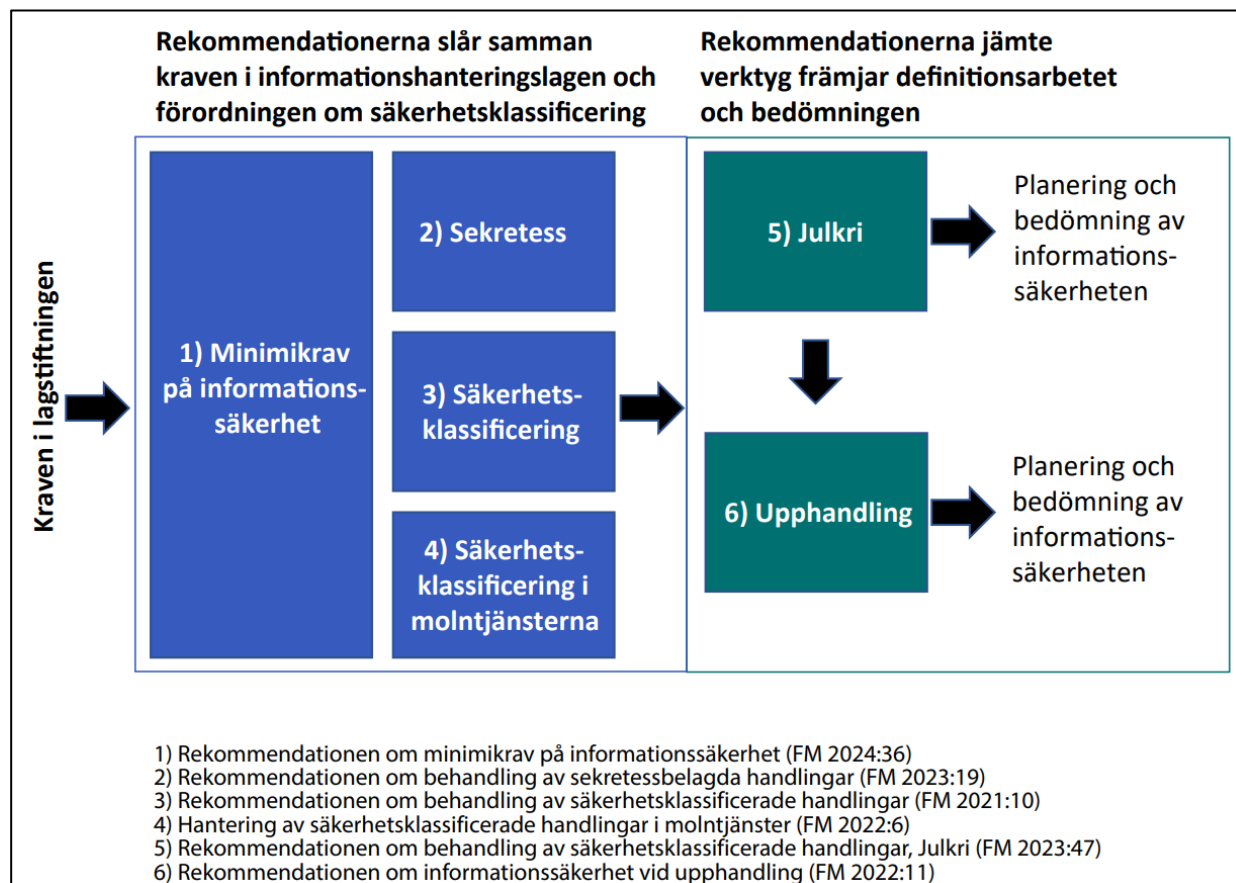 Rekommendationerna slår samman
kraven i informationshanteringslagen och
förordningen om säkerhetsklassificering
Rekommendationerna jämte
verktyg främjar definitionsarbetet
och bedömningen
Kraven i lagstiftningen
1) Minimikrav
på informations-
säkerhet
2) Sekretess
3) Säkerhets-
klassificering
4) Säkerhets-
klassificering i
molntjänsterna
5) Julkri
Planering och
bedömning av
informations-
säkerheten
6) Upphandling
Planering och
bedömning av
informations-
säkerheten
1) Rekommendationen om minimikrav på informationssäkerhet (FM 2024:36)
2) Rekommendationen om behandling av sekretessbelagda handlingar (FM 2023:19)
3) Rekommendationen om behandling av säkerhetsklassificerade handlingar (FM 2021:10)
4) Hantering av säkerhetsklassificerade handlingar i molntjänster (FM 2022:6)
5) Rekommendationen om behandling av säkerhetsklassificerade handlingar, Julkri (FM 2023:47)
6) Rekommendationen om informationssäkerhet vid upphandling (FM 2022:11)